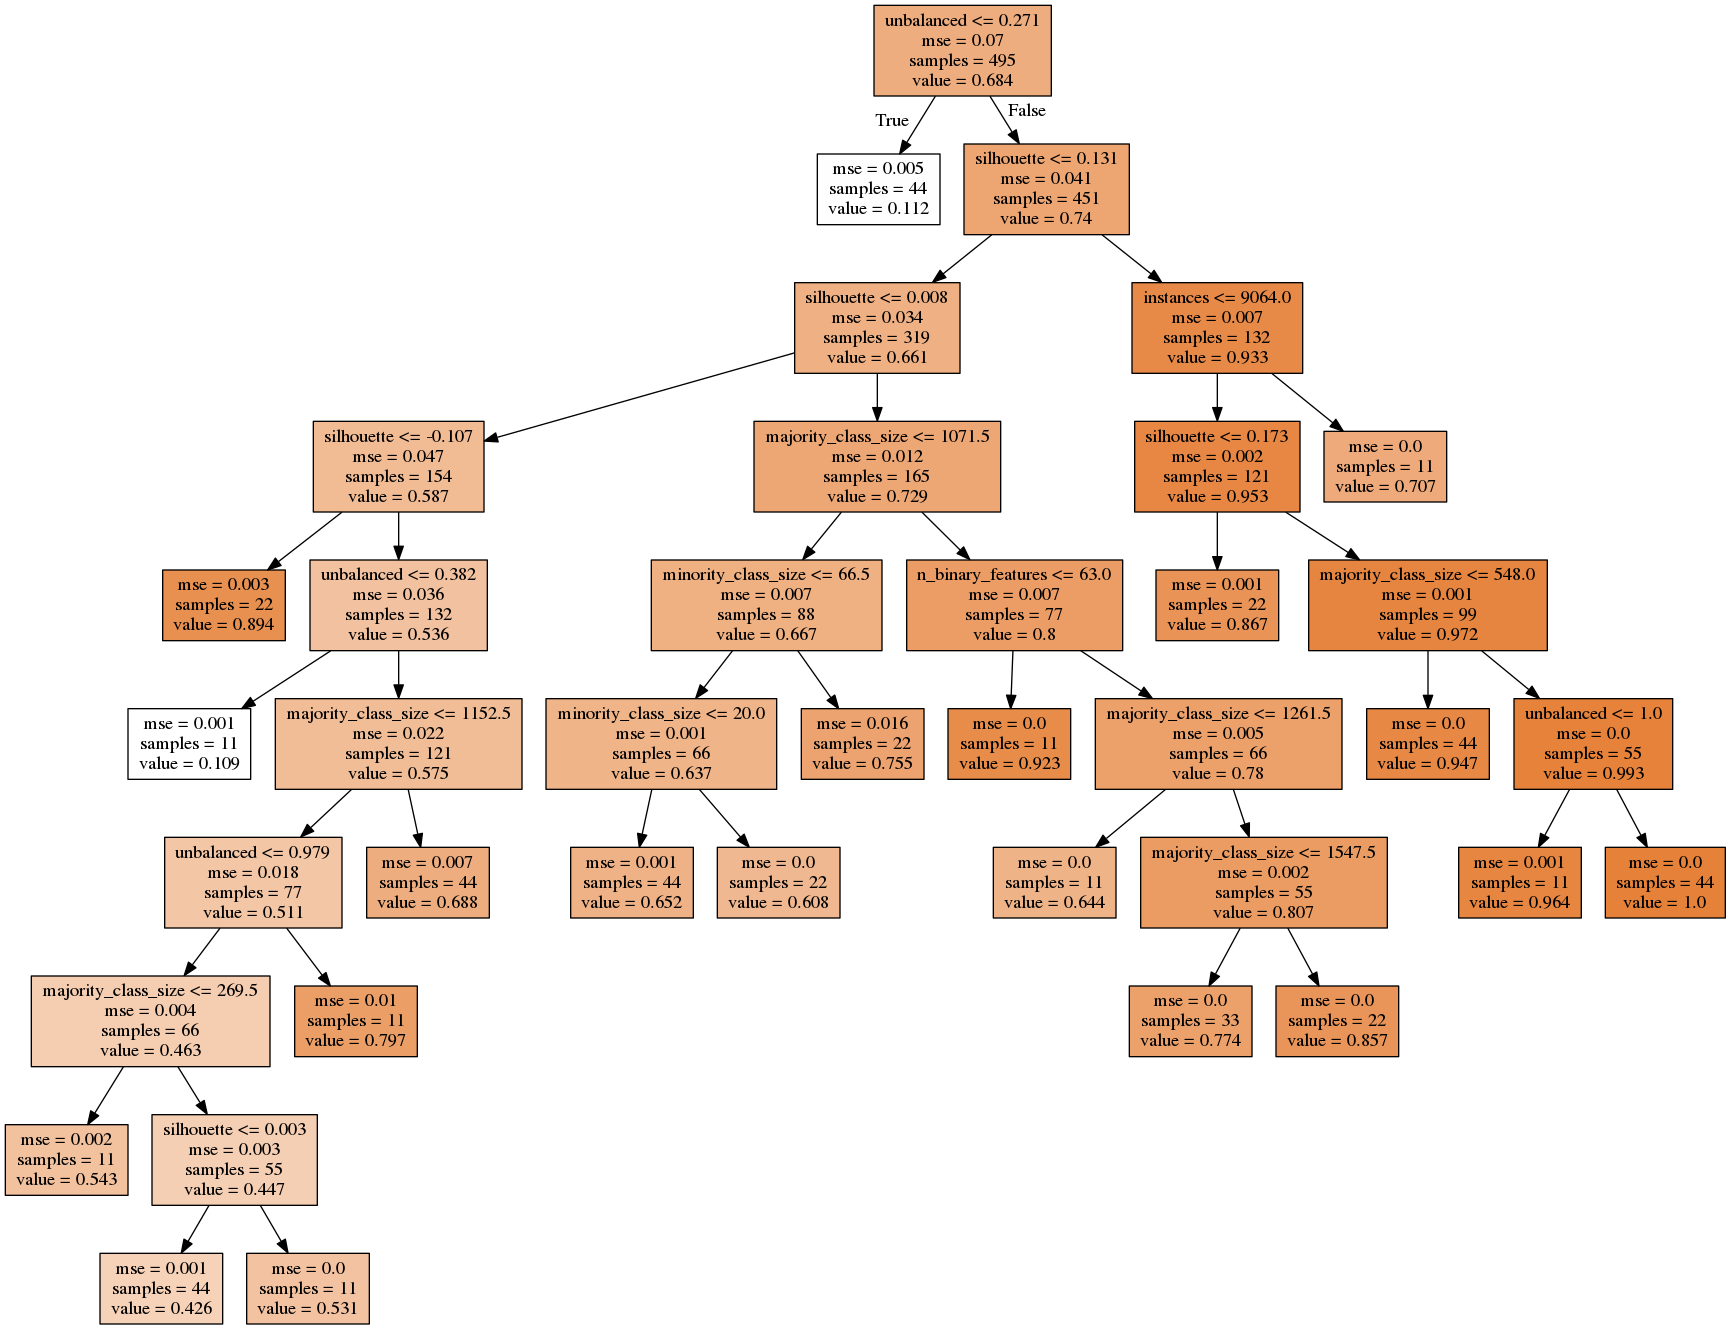 unbalanced <= 0.271
mse = 0.07
samples = 495
value = 0.684
True
False
mse = 0.005
samples = 44
value = 0.112
silhouette <= 0.131
mse = 0.041
samples = 451
value = 0.74
silhouette <= 0.008
mse = 0.034
samples = 319
value = 0.661
instances <= 9064.0
mse = 0.007
samples = 132
value = 0.933
silhouette <= -0.107
mse = 0.047
samples = 154
value = 0.587
majority_class_size <= 1071.5
mse = 0.012
samples = 165
value = 0.729
silhouette <= 0.173
mse = 0.002
samples = 121
value = 0.953
mse = 0.0
samples = 11
value = 0.707
mse = 0.003
samples = 22
value = 0.894
unbalanced <= 0.382
mse = 0.036
samples = 132
value = 0.536
minority_class_size <= 66.5
mse = 0.007
samples = 88
value = 0.667
n_binary_features <= 63.0
mse = 0.007
samples = 77
value = 0.8
mse = 0.001
samples = 22
value = 0.867
majority_class_size <= 548.0
mse = 0.001
samples = 99
value = 0.972
mse = 0.001
samples = 11
value = 0.109
majority_class_size <= 1152.5
mse = 0.022
samples = 121
value = 0.575
minority_class_size <= 20.0
mse = 0.001
samples = 66
value = 0.637
mse = 0.016
samples = 22
value = 0.755
mse = 0.0
samples = 11
value = 0.923
majority_class_size <= 1261.5
mse = 0.005
samples = 66
value = 0.78
mse = 0.0
samples = 44
value = 0.947
unbalanced <= 1.0
mse = 0.0
samples = 55
value = 0.993
unbalanced <= 0.979
mse = 0.018
samples = 77
value = 0.511
mse = 0.007
samples = 44
value = 0.688
mse = 0.001
samples = 44
value = 0.652
mse = 0.0
samples = 22
value = 0.608
mse = 0.0
samples = 11
value = 0.644
majority_class_size <= 1547.5
mse = 0.002
samples = 55
value = 0.807
mse = 0.001
samples = 11
value = 0.964
mse = 0.0
samples = 44
value = 1.0
majority_class_size <= 269.5
mse = 0.004
samples = 66
value = 0.463
mse = 0.01
samples = 11
value = 0.797
mse = 0.0
samples = 33
value = 0.774
mse = 0.0
samples = 22
value = 0.857
mse = 0.002
samples = 11
value = 0.543
silhouette <= 0.003
mse = 0.003
samples = 55
value = 0.447
mse = 0.001
samples = 44
value = 0.426
mse = 0.0
samples = 11
value = 0.531